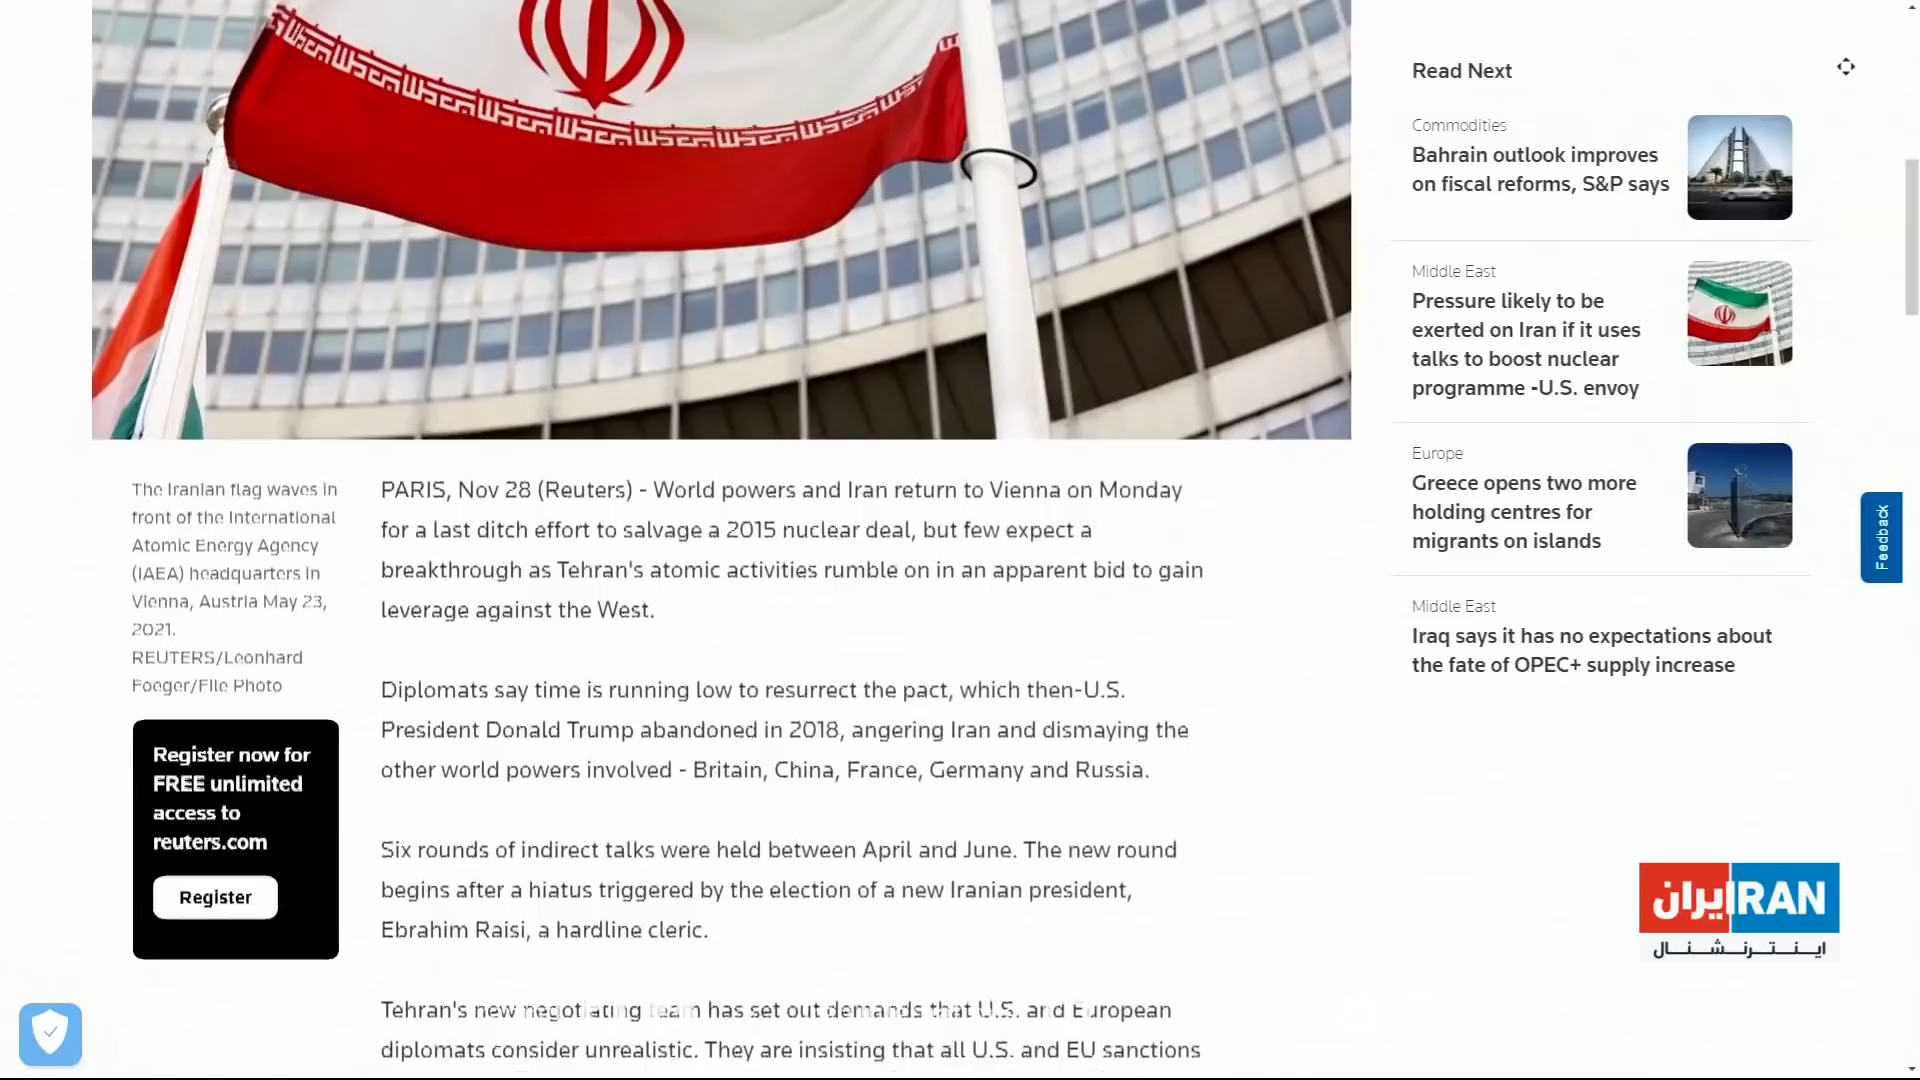 The Iranian flag waves in
front of the International
Atomic Energy Agency
(IAEA) headquarters in
Vienna, Austria May 23,
2021.
REUTERS/Leonhard
Foeger/File Photo
Register now for
FREE unlimited
access to
reuters.com
Register
PARIS, Nov 28 (Reuters) - World powers and Iran return to Vienna on Monday
for a last ditch effort to salvage a 2015 nuclear deal, but few expect a
breakthrough as Tehran's atomic activities rumble on in an apparent bid to gain
leverage against the West.
Diplomats say time is running low to resurrect the pact, which then-U.S.
President Donald Trump abandoned in 2018, angering Iran and dismaying the
other world powers involved - Britain, China, France, Germany and Russia.
Six rounds of indirect talks were held between April and June. The new round
begins after a hiatus triggered by the election of a new Iranian president,
Ebrahim Raisi, a hardline cleric.
Tehran's new negotiating team has set out demands that U.S. and European
diplomats consider unrealistic. They are insisting that all U.S. and EU sanctions
Read Next
Commodities
Bahrain outlook improves
on fiscal reforms, S&P says
Middle East
Pressure likely to be
exerted on Iran if it uses
talks to boost nuclear
programme -U.S. envoy
Europe
Greece opens two more
holding centres for
migrants on islands
Middle East
Iraq says it has no expectations about
the fate of OPEC+ supply increase
Feedback
ایران IRAN
اینترنشنال